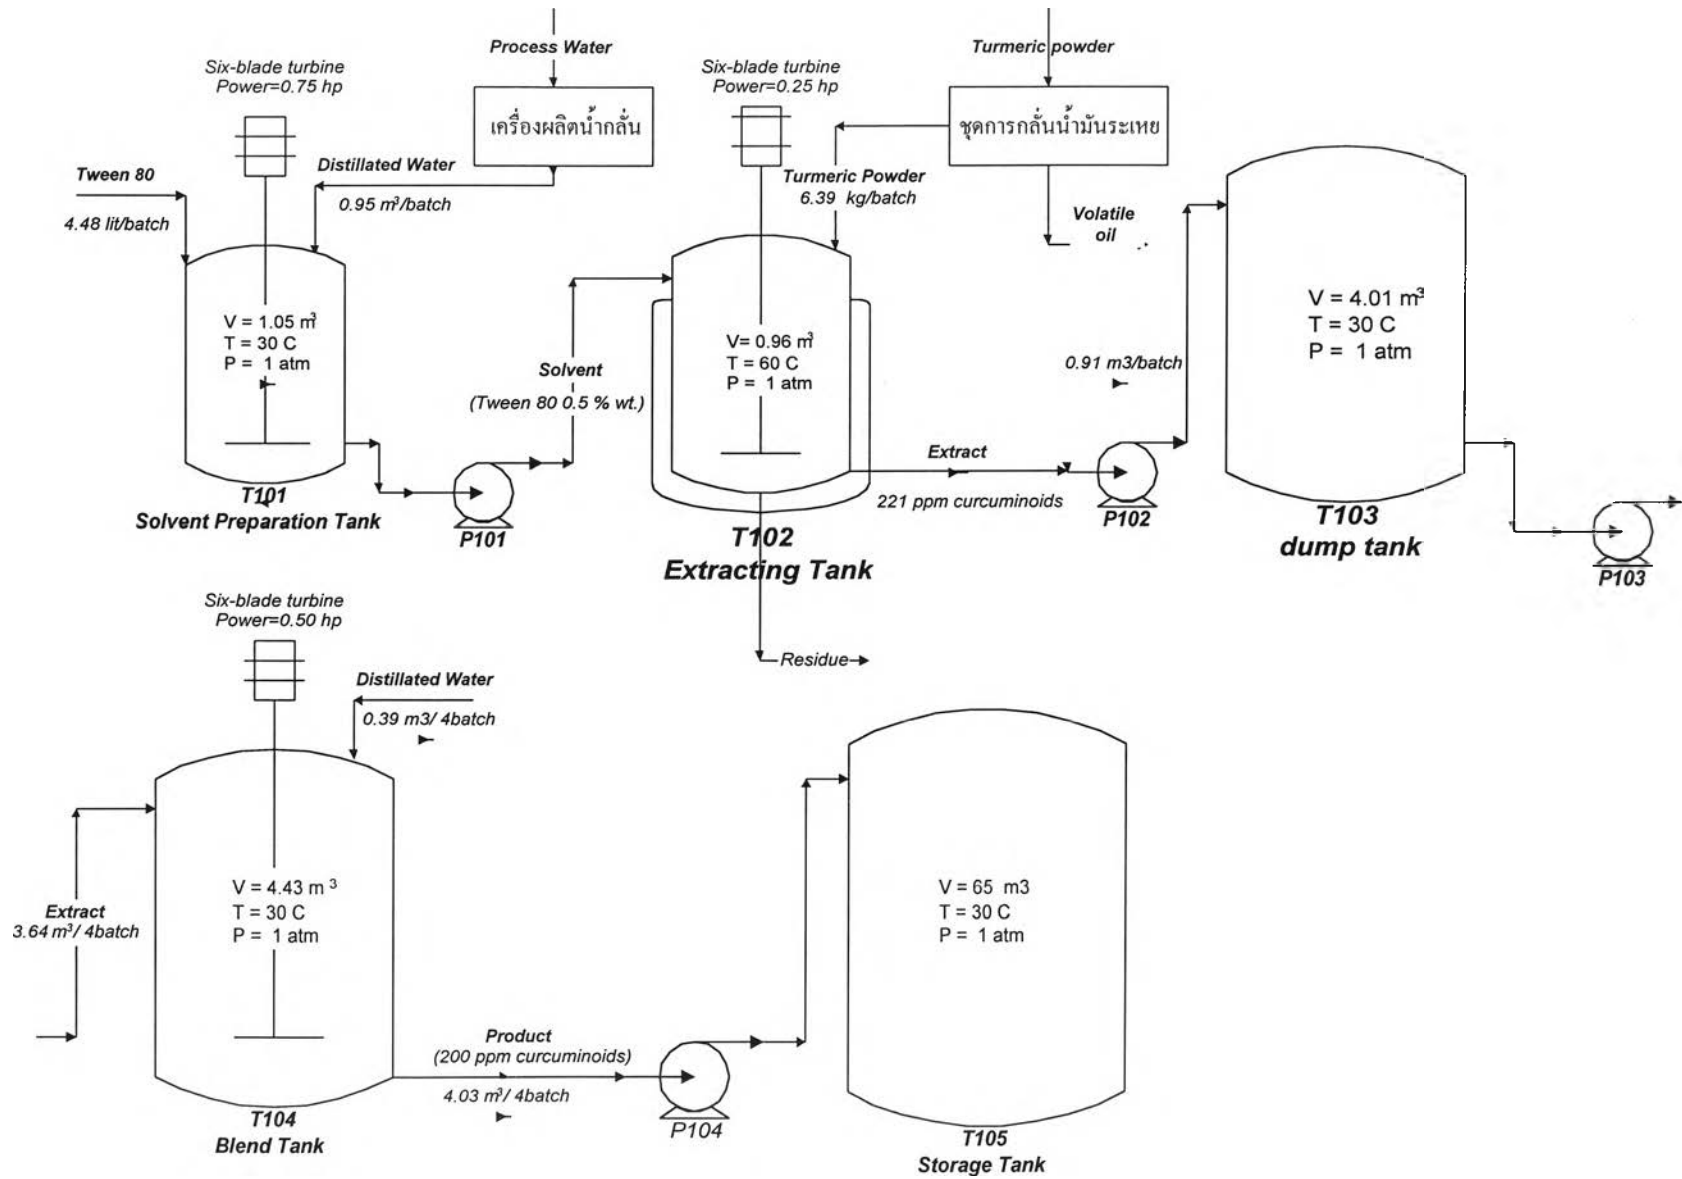 Process Water
Turmeric powder
Six-blade turbine
Power=0.75 hp
Six-blade turbine
Power=0.25 hp
เครื่องผลิตน้ำกลั่น
ชุดการกลั่นน้ำมันระเหย
Tween 80
4.48 lit/batch
Distillated Water
0.95 m³/batch
Turmeric Powder
6.39 kg/batch
Volatile
oil
V = 1.05 m³
T = 30 C
P = 1 atm
Solvent
(Tween 80 0.5 % wt.)
V= 0.96 m³
T = 60 C
P = 1 atm
0.91 m3/batch
V = 4.01 m³
T = 30 C
P = 1 atm
Extract
221 ppm curcuminoids
T101
Solvent Preparation Tank
P101
T102
Extracting Tank
P102
T103
dump tank
P103
Residue
Six-blade turbine
Power=0.50 hp
Distillated Water
0.39 m3/ 4batch
Extract
3.64 m³/ 4batch
V = 4.43 m³
T = 30 C
P = 1 atm
V = 65 m3
T = 30 C
P = 1 atm
Product
(200 ppm curcuminoids)
4.03 m³/ 4batch
T104
Blend Tank
P104
T105
Storage Tank